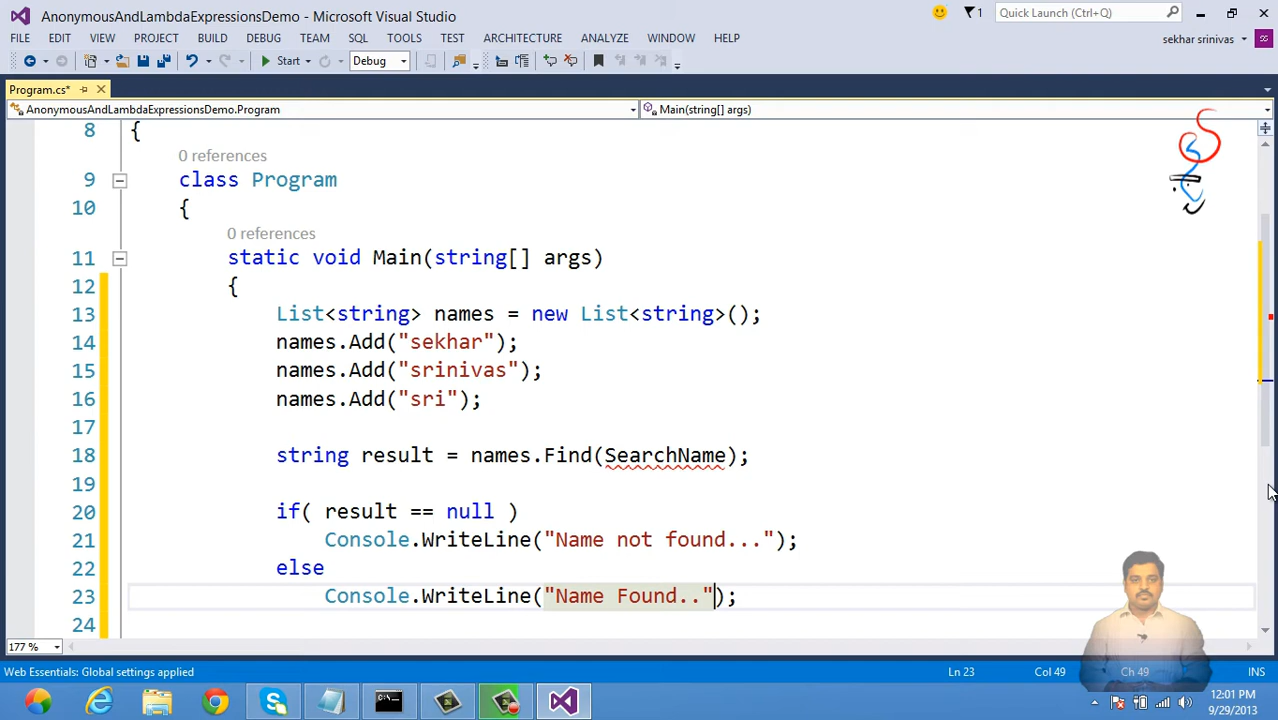 AnonymousAndLambdaExpressionsDemo - Microsoft Visual Studio
1
Quick Launch (Ctrl+Q)
FILE EDIT VIEW PROJECT BUILD DEBUG TEAM SQL TOOLS TEST ARCHITECTURE ANALYZE WINDOW HELP
sekhar srinivas
SS
Start Debug
Program.cs*
AnonymousAndLambdaExpressionsDemo.Program Main(string[] args)
8 {
0 references
9 class Program
10 {
0 references
11 static void Main(string[] args)
12 {
13 List<string> names = new List<string>();
14 names.Add("sekhar");
15 names.Add("srinivas");
16 names.Add("sri");
17
18 string result = names.Find(SearchName);
19
20 if( result == null )
21 Console.WriteLine("Name not found...");
22 else
23 Console.WriteLine("Name Found..");
24
177 %
Web Essentials: Global settings applied Ln 23 Col 49 Ch 49 INS
12:01 PM
9/29/2013